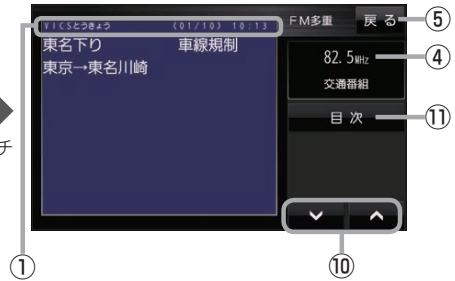 VICSとうきょう (01/10) 10:13 FM多重 戻る ⑤
東名下り 車線規制
東京→東名川崎
82.5MHz ④
交通番組
目次 ⑪
チ
① ⑩